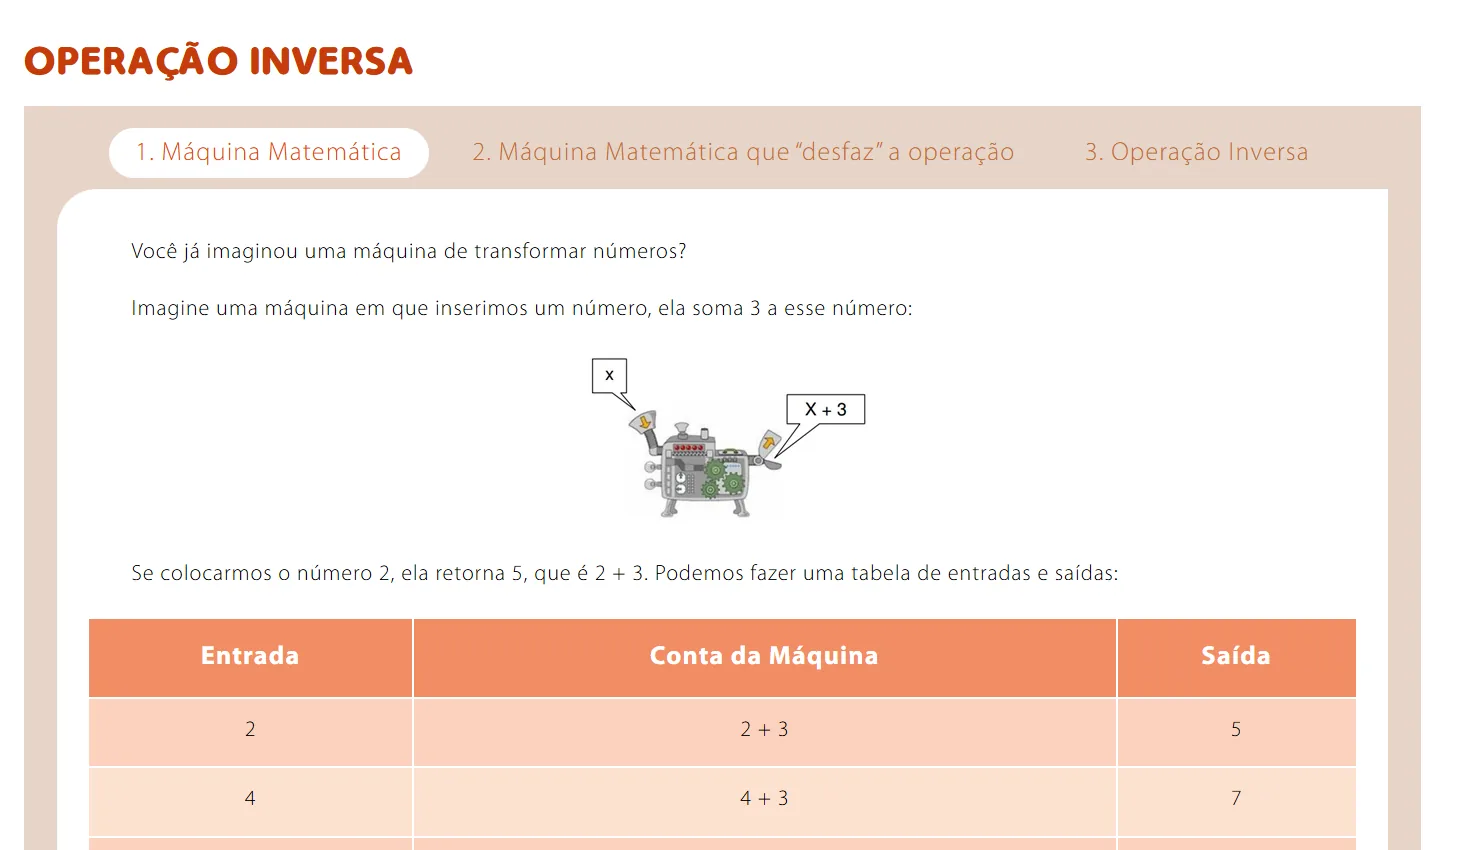 OPERAÇÃO INVERSA
1. Máquina Matemática
2. Máquina Matemática que “desfaz” a operação
3. Operação Inversa
Você já imaginou uma máquina de transformar números?
Imagine uma máquina em que inserimos um número, ela soma 3 a esse número:
x
X + 3
Se colocarmos o número 2, ela retorna 5, que é 2 + 3. Podemos fazer uma tabela de entradas e saídas:
Entrada Conta da Máquina Saída
2 2 + 3 5
4 4 + 3 7